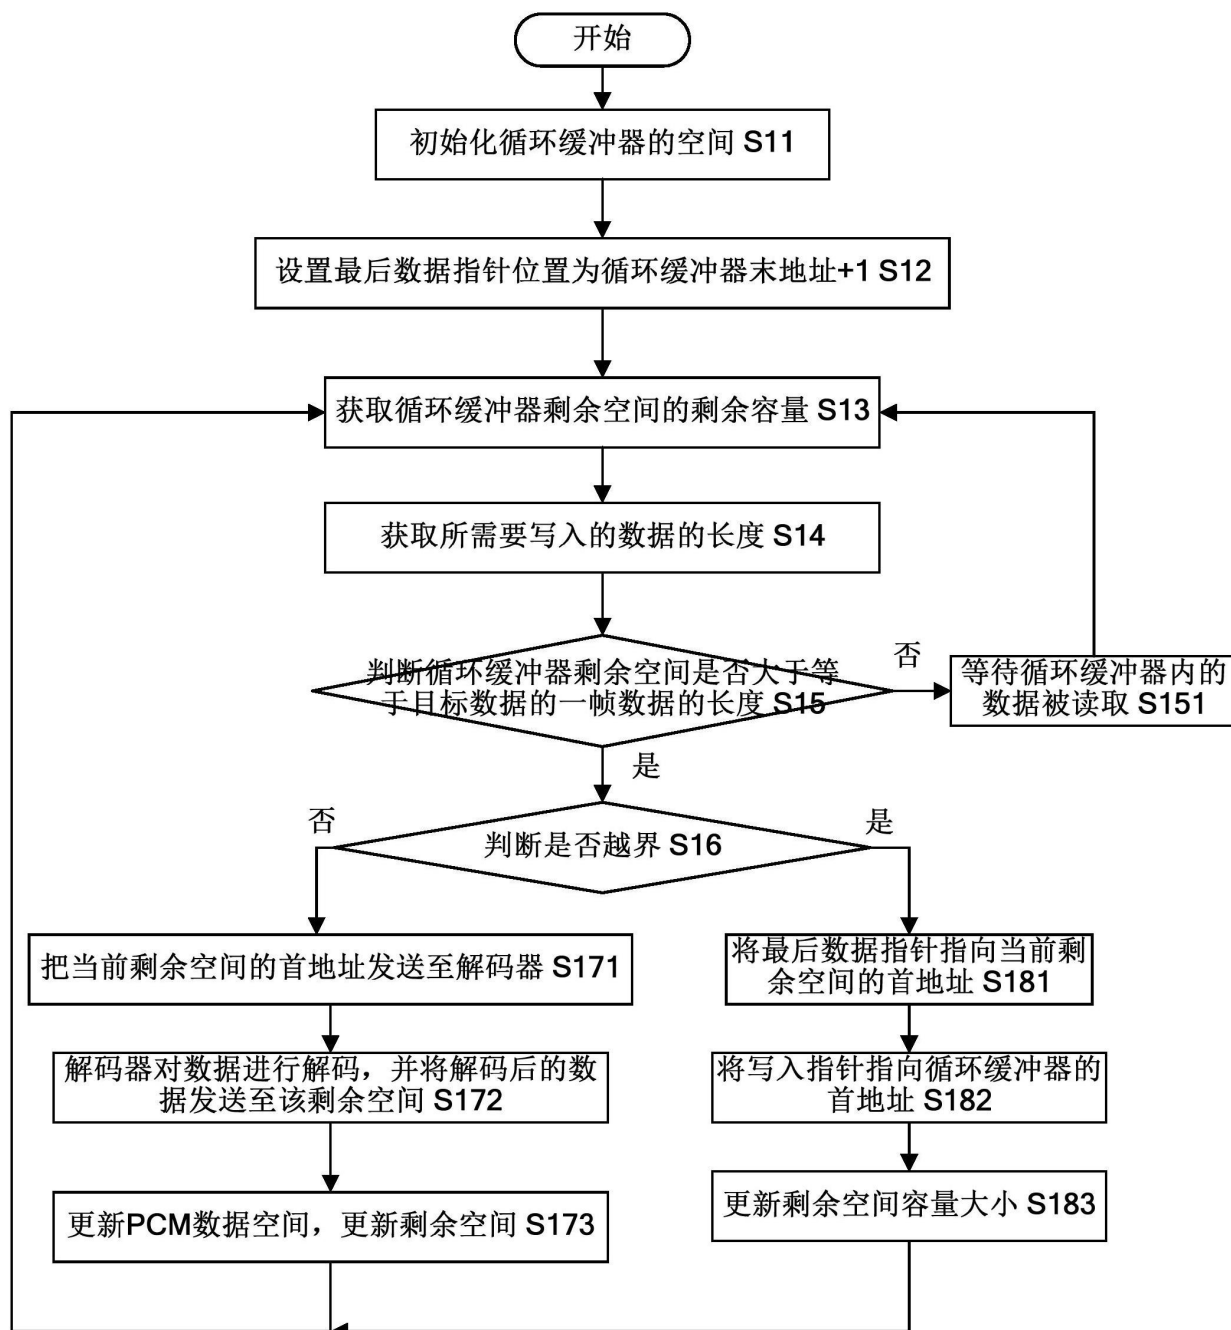 开始
初始化循环缓冲器的空间 S11
设置最后数据指针位置为循环缓冲器末地址+1 S12
获取循环缓冲器剩余空间的剩余容量 S13
获取所需要写入的数据的长度 S14
判断循环缓冲器剩余空间是否大于等
于目标数据的一帧数据的长度 S15
否
等待循环缓冲器内的
数据被读取 S151
是
判断是否越界 S16
否
是
把当前剩余空间的首地址发送至解码器 S171
将最后数据指针指向当前剩
余空间的首地址 S181
解码器对数据进行解码，并将解码后的数
据发送至该剩余空间 S172
将写入指针指向循环缓冲器的
首地址 S182
更新PCM数据空间，更新剩余空间 S173
更新剩余空间容量大小 S183